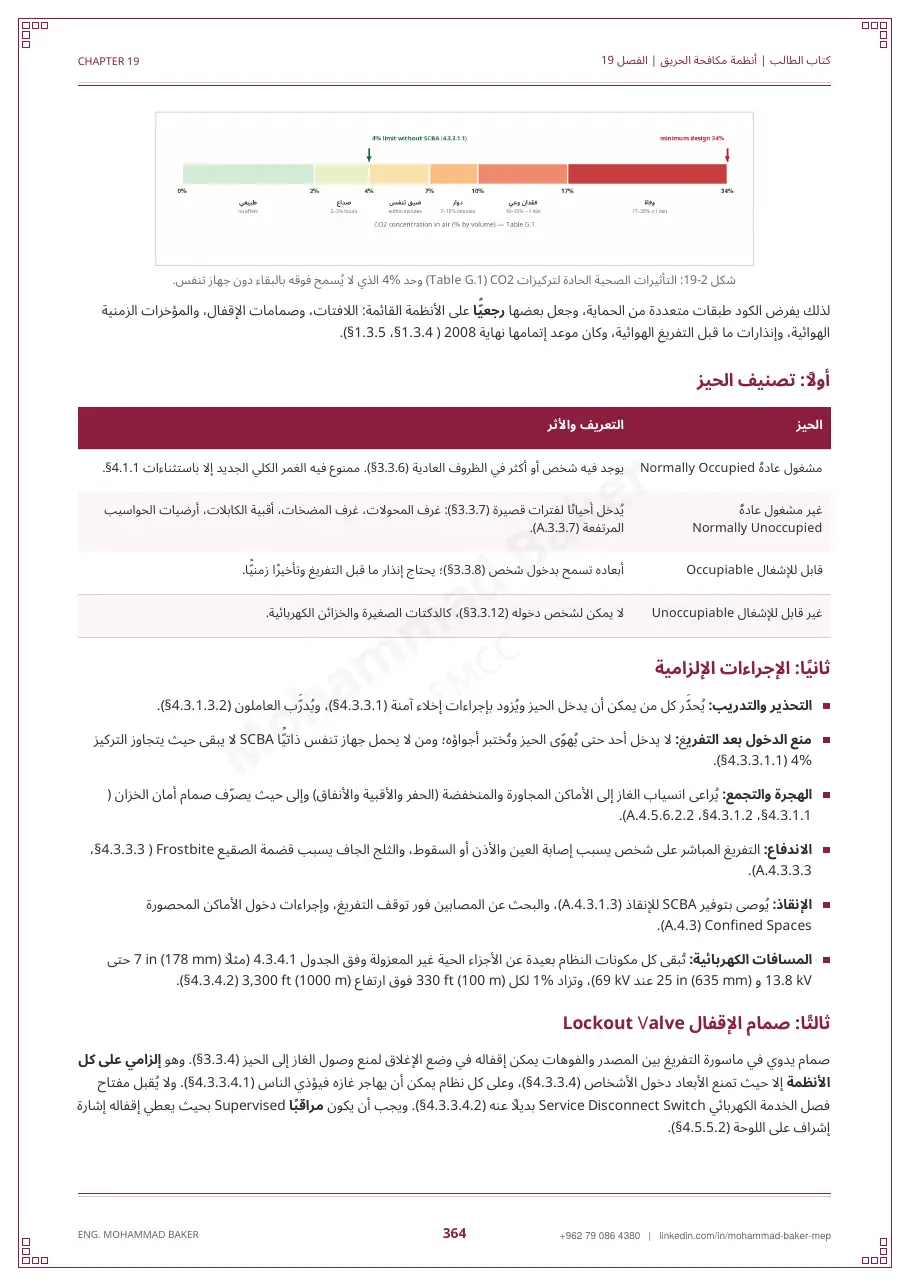 كتاب الطالب | أنظمة مكافحة الحريق | الفصل 19
CHAPTER 19
4% limit without SCBA (4.3.3.1.1)
minimum design 34%
0% 2% 4% 7% 10% 17% 34%
طبيعي صداع ضيق تنفس دوار فقدان وعي وفاة
no effect 2–3% hours within minutes 7–10% minutes 10–15% ~1 min 17–30% <1 min
CO2 concentration in air (% by volume) — Table G.1
شكل 2-19: التأثيرات الصحية الحادة لتركيزات CO2 (Table G.1) وحد 4% الذي لا يُسمح فوقه بالبقاء دون جهاز تنفس.
لذلك يفرض الكود طبقات متعددة من الحماية، وجعل بعضها رجعيًّا على الأنظمة القائمة: اللافتات، وصمامات الإقفال، والمؤخرات الزمنية
الهوائية، وإنذارات ما قبل التفريغ الهوائية، وكان موعد إتمامها نهاية 2008 ( §1.3.4، §1.3.5).
أولًا: تصنيف الحيز
الحيز التعريف والأثر
مشغول عادةً Normally Occupied يوجد فيه شخص أو أكثر في الظروف العادية (§3.3.6). ممنوع فيه الغمر الكلي الجديد إلا باستثناءات §4.1.1.
غير مشغول عادةً يُدخل أحيانًا لفترات قصيرة (§3.3.7): غرف المحولات، غرف المضخات، أقبية الكابلات، أرضيات الحواسيب
Normally Unoccupied المرتفعة (A.3.3.7).
قابل للإشغال Occupiable أبعاده تسمح بدخول شخص (§3.3.8)؛ يحتاج إنذار ما قبل التفريغ وتأخيرًا زمنيًّا.
غير قابل للإشغال Unoccupiable لا يمكن لشخص دخوله (§3.3.12)، كالدكتات الصغيرة والخزائن الكهربائية.
ثانيًا: الإجراءات الإلزامية
التحذير والتدريب: يُحذَّر كل من يمكن أن يدخل الحيز ويُزود بإجراءات إخلاء آمنة (§4.3.3.1)، ويُدرَّب العاملون (§4.3.1.3.2).
منع الدخول بعد التفريغ: لا يدخل أحد حتى يُهوّى الحيز وتُختبر أجواؤه؛ ومن لا يحمل جهاز تنفس ذاتيًّا SCBA لا يبقى حيث يتجاوز التركيز
4% (§4.3.3.1.1).
الهجرة والتجمع: يُراعى انسياب الغاز إلى الأماكن المجاورة والمنخفضة (الحفر والأقبية والأنفاق) وإلى حيث يصرّف صمام أمان الخزان (
§4.3.1.1، §4.3.1.2، A.4.5.6.2.2).
الاندفاع: التفريغ المباشر على شخص يسبب إصابة العين والأذن أو السقوط، والثلج الجاف يسبب قضمة الصقيع Frostbite ( §4.3.3.3،
A.4.3.3.3).
الإنقاذ: يُوصى بتوفير SCBA للإنقاذ (A.4.3.1.3)، والبحث عن المصابين فور توقف التفريغ، وإجراءات دخول الأماكن المحصورة
Confined Spaces (A.4.3).
المسافات الكهربائية: تُبقى كل مكونات النظام بعيدة عن الأجزاء الحية غير المعزولة وفق الجدول 4.3.4.1 (مثلًا 7 in (178 mm) حتى
13.8 kV و 25 in (635 mm) عند 69 kV)، وتزاد 1% لكل 330 ft (100 m) فوق ارتفاع 3,300 ft (1000 m) (§4.3.4.2).
ثالثًا: صمام الإقفال Lockout Valve
صمام يدوي في ماسورة التفريغ بين المصدر والفوهات يمكن إقفاله في وضع الإغلاق لمنع وصول الغاز إلى الحيز (§3.3.4). وهو إلزامي على كل
الأنظمة إلا حيث تمنع الأبعاد دخول الأشخاص (§4.3.3.4)، وعلى كل نظام يمكن أن يهاجر غازه فيؤذي الناس (§4.3.3.4.1). ولا يُقبل مفتاح
فصل الخدمة الكهربائي Service Disconnect Switch بديلًا عنه (§4.3.3.4.2). ويجب أن يكون مراقبًا Supervised بحيث يعطي إقفاله إشارة
إشراف على اللوحة (§4.5.5.2).
Mohammad Baker
EMCC
ENG. MOHAMMAD BAKER
364
+962 79 086 4380 | linkedin.com/in/mohammad-baker-mep